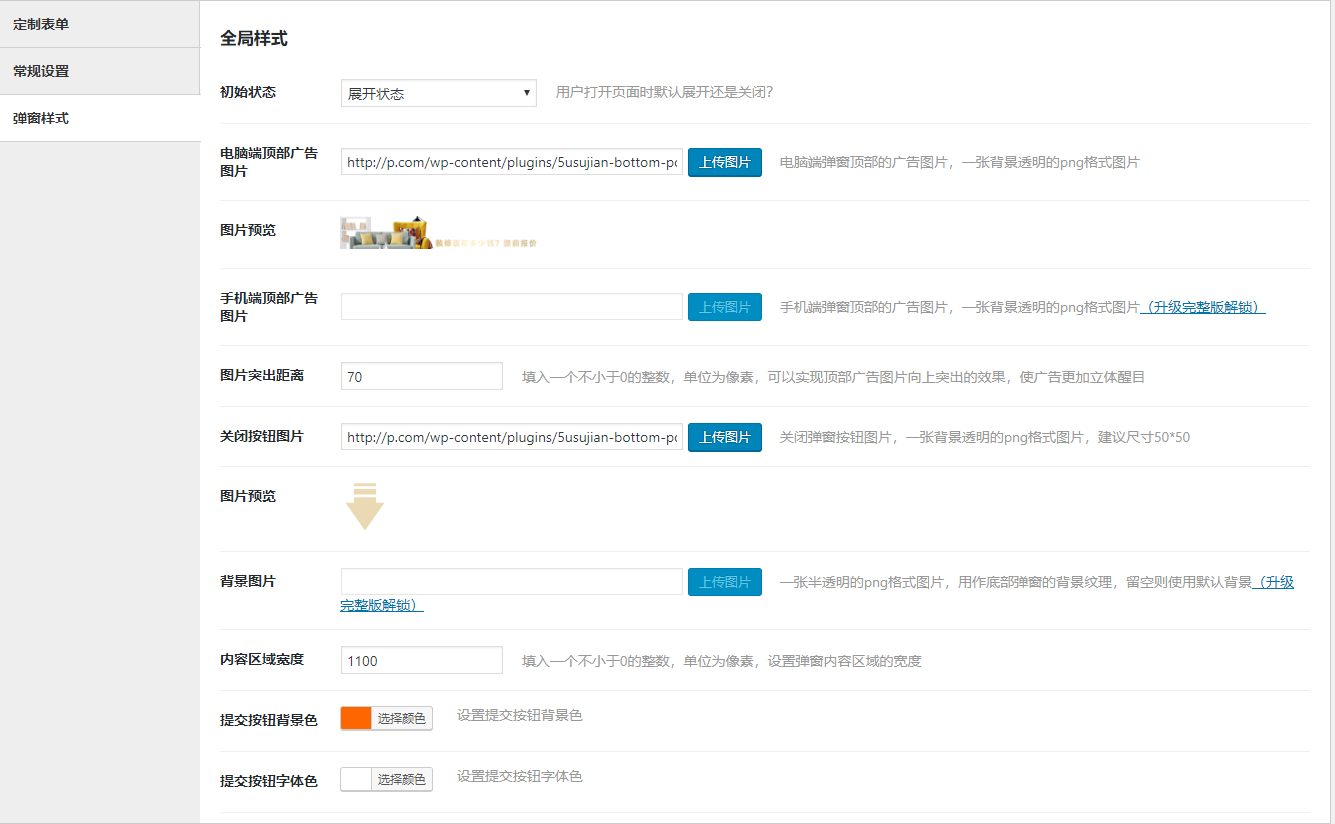 定制表单
常规设置
弹窗样式
全局样式
初始状态
展开状态
用户打开页面时默认展开还是关闭?
电脑端顶部广告
图片
http://p.com/wp-content/plugins/5usujian-bottom-po
上传图片
电脑端弹窗顶部的广告图片，一张背景透明的png格式图片
图片预览
装修要花多少钱？提前报价
手机端顶部广告
图片
上传图片
手机端弹窗顶部的广告图片，一张背景透明的png格式图片（升级完整版解锁）
图片突出距离
70
填入一个不小于0的整数，单位为像素，可以实现顶部广告图片向上突出的效果，使广告更加立体醒目
关闭按钮图片
http://p.com/wp-content/plugins/5usujian-bottom-po
上传图片
关闭弹窗按钮图片，一张背景透明的png格式图片，建议尺寸50*50
图片预览
背景图片
上传图片
一张半透明的png格式图片，用作底部弹窗的背景纹理，留空则使用默认背景（升级
完整版解锁）
内容区域宽度
1100
填入一个不小于0的整数，单位为像素，设置弹窗内容区域的宽度
提交按钮背景色
选择颜色
设置提交按钮背景色
提交按钮字体色
选择颜色
设置提交按钮字体色